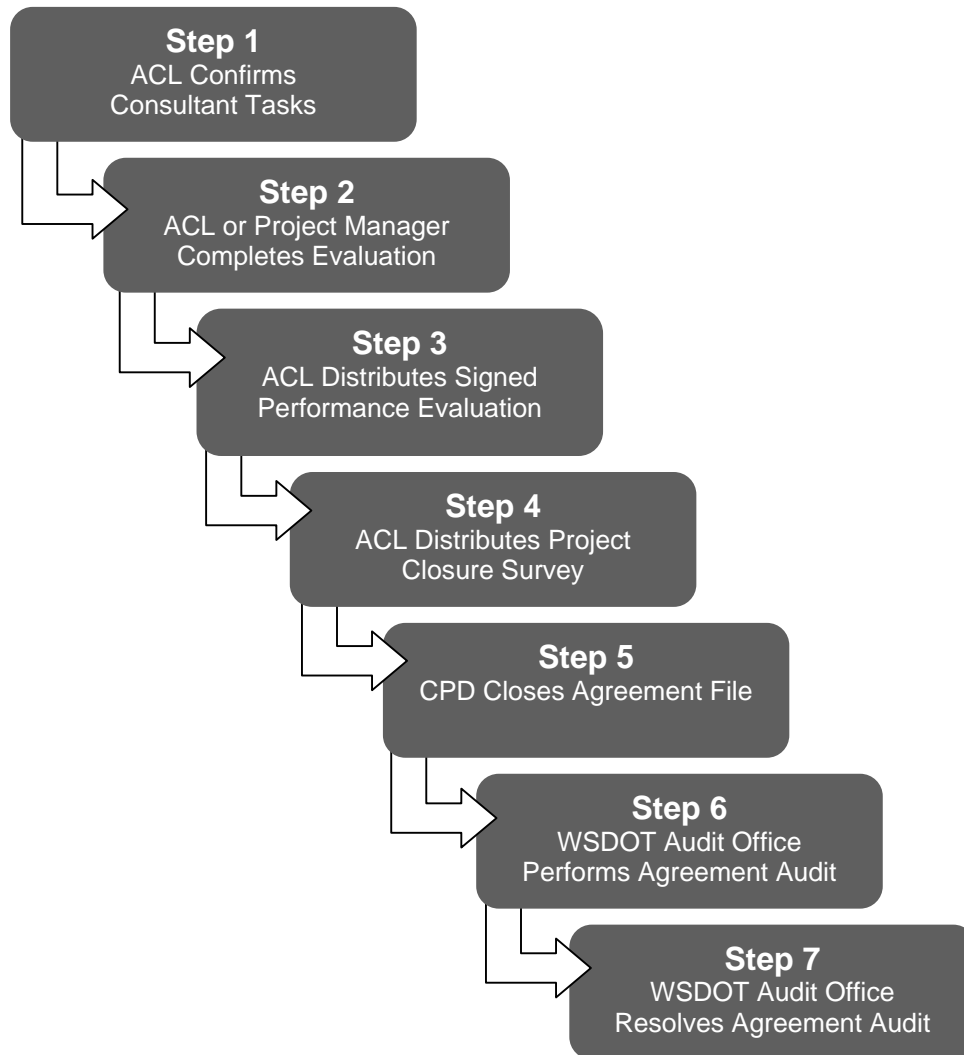 Step 1
ACL Confirms
Consultant Tasks
Step 2
ACL or Project Manager
Completes Evaluation
Step 3
ACL Distributes Signed
Performance Evaluation
Step 4
ACL Distributes Project
Closure Survey
Step 5
CPD Closes Agreement File
Step 6
WSDOT Audit Office
Performs Agreement Audit
Step 7
WSDOT Audit Office
Resolves Agreement Audit